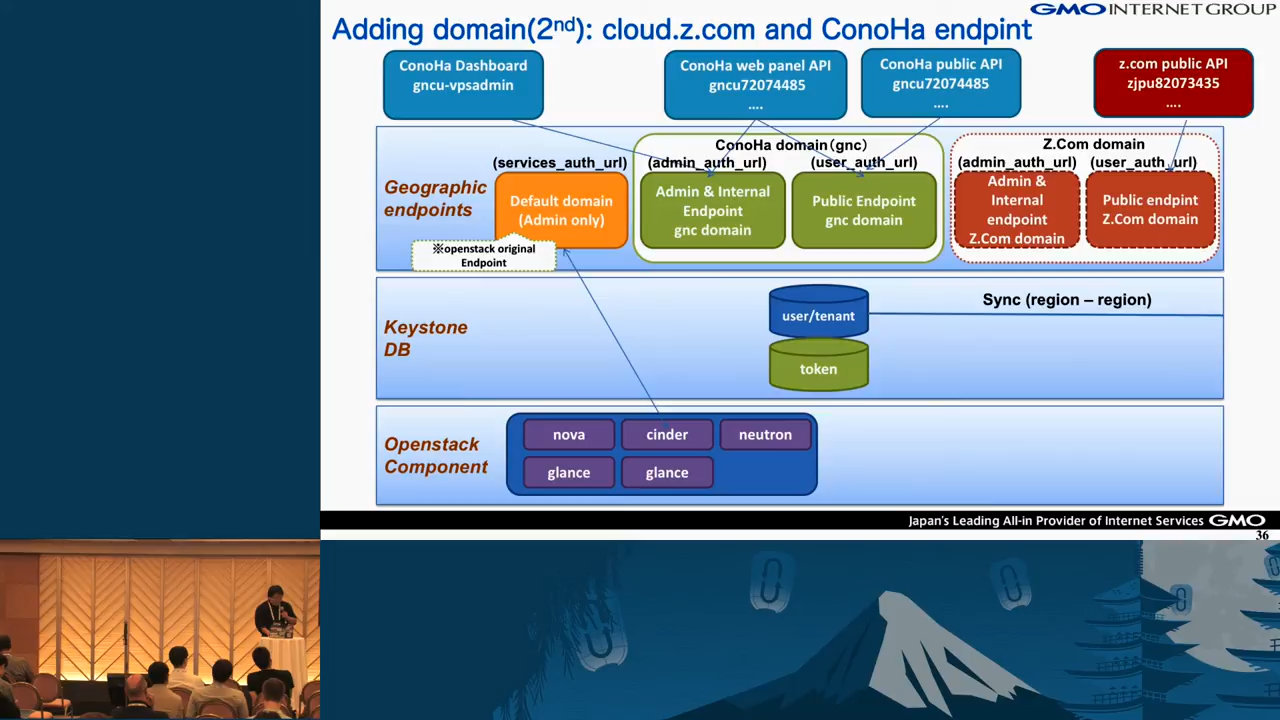 GMO INTERNET GROUP
Adding domain(2nd): cloud.z.com and ConoHa endpint
ConoHa Dashboard
gncu-vpsadmin
ConoHa web panel API
gncu72074485
....
ConoHa public API
gncu72074485
....
z.com public API
zjpu82073435
....
Geographic
endpoints
(services_auth_url)
Default domain
(Admin only)
※openstack original
Endpoint
ConoHa domain(gnc)
(admin_auth_url)
(user_auth_url)
Admin & Internal
Endpoint
gnc domain
Public Endpoint
gnc domain
Z.Com domain
(admin_auth_url)
(user_auth_url)
Admin &
Internal
endpoint
Z.Com domain
Public endpint
Z.Com domain
Keystone
DB
user/tenant
token
Sync (region – region)
Openstack
Component
nova
cinder
neutron
glance
glance
Japan's Leading All-in Provider of Internet Services GMO
36